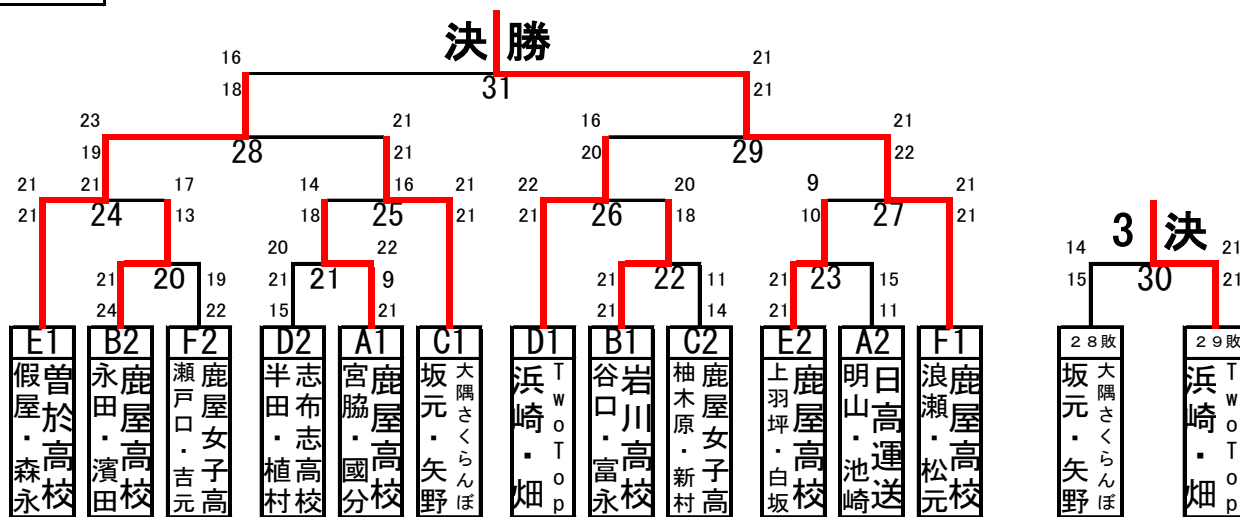 決勝
16 21
18 31 21
23 21 16 21
19 28 21 20 29 22
21 21 17 14 16 21 22 20 9 21
21 24 13 18 25 21 21 26 18 10 27 21
3決
20 22 14 21
21 20 19 21 21 9 21 22 11 21 23 15 15 30 21
24 22 15 21 21 14 21 11
E1 B2 F2 D2 A1 C1 D1 B1 C2 E2 A2 F1 28敗 29敗
曽於高校
假屋・森永
鹿屋高校
永田・濱田
鹿屋女子高
瀬戸口・吉元
志布志高校
半田・植村
鹿屋高校
宮脇・國分
大隅さくらんぼ
坂元・矢野
TwoTop
浜崎・畑
岩川高校
谷口・富永
鹿屋女子高
柚木原・新村
鹿屋高校
上羽坪・白坂
日高運送
明山・池崎
鹿屋高校
浪瀬・松元
大隅さくらんぼ
坂元・矢野
TwoTop
浜崎・畑